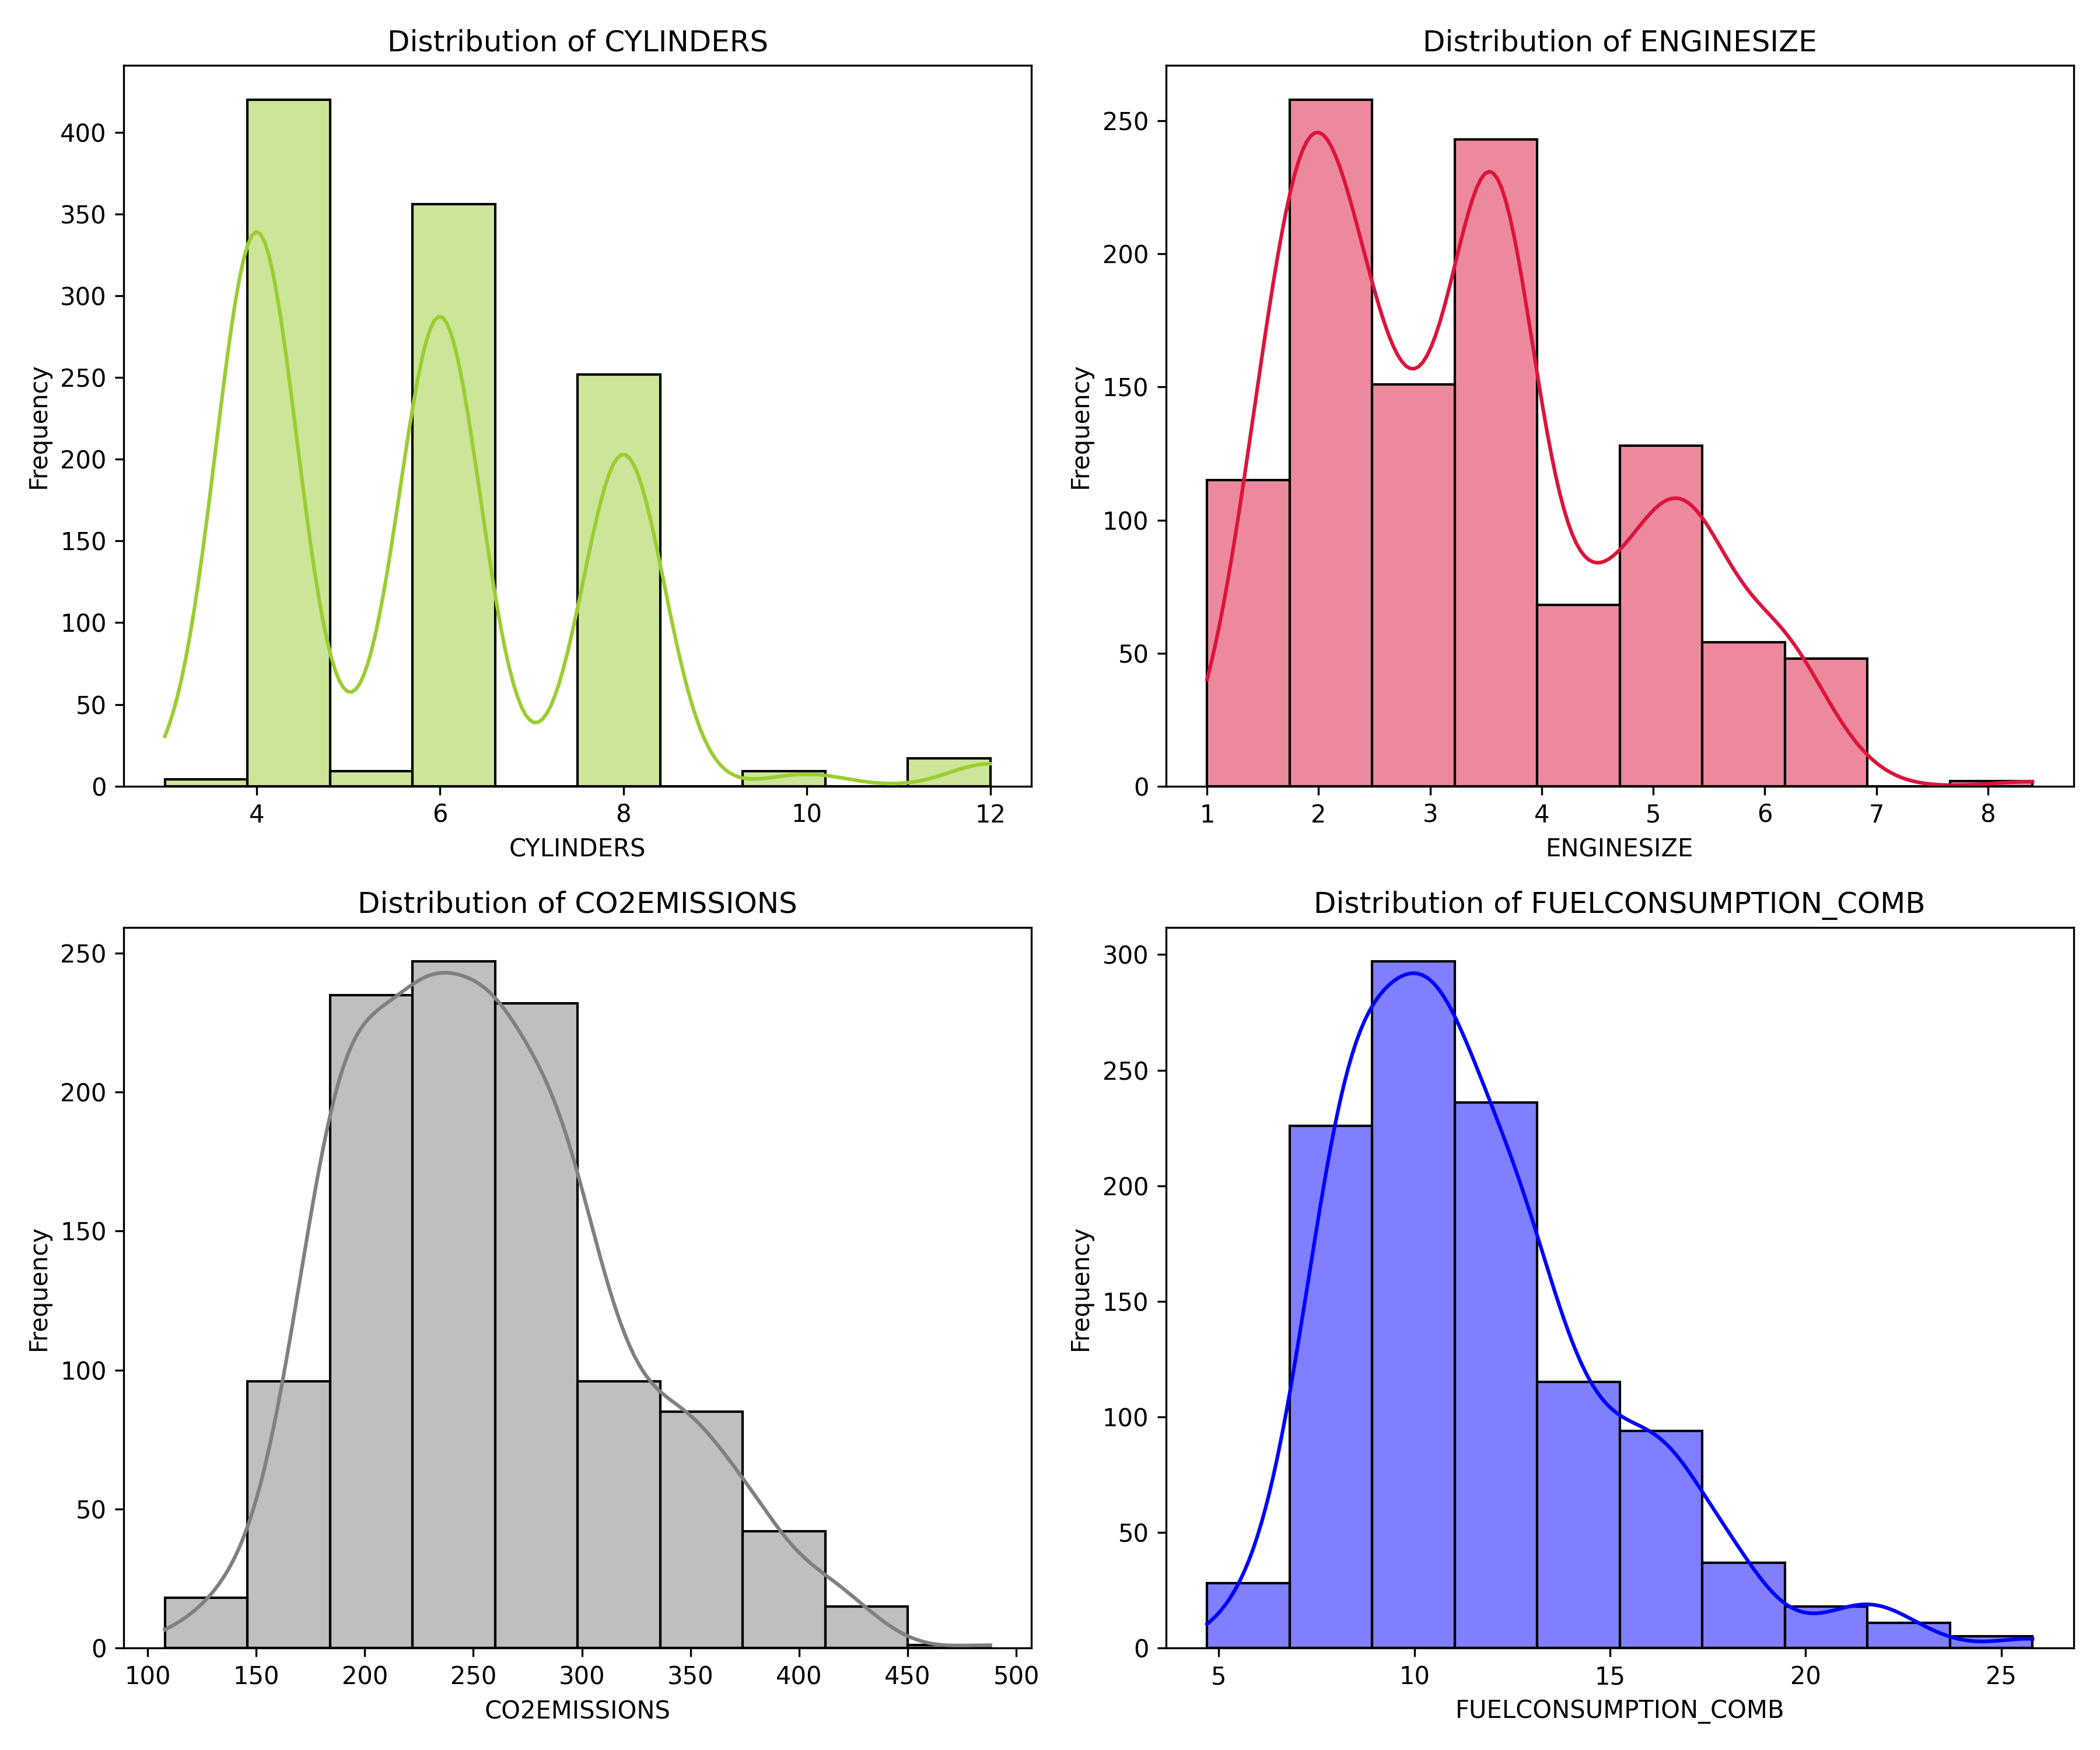 Distribution of CYLINDERS
Frequency
400
350
300
250
200
150
100
50
0
4 6 8 10 12
CYLINDERS
Distribution of ENGINESIZE
Frequency
250
200
150
100
50
0
1 2 3 4 5 6 7 8
ENGINESIZE
Distribution of CO2EMISSIONS
Frequency
250
200
150
100
50
0
100 150 200 250 300 350 400 450 500
CO2EMISSIONS
Distribution of FUELCONSUMPTION_COMB
Frequency
300
250
200
150
100
50
0
5 10 15 20 25
FUELCONSUMPTION_COMB